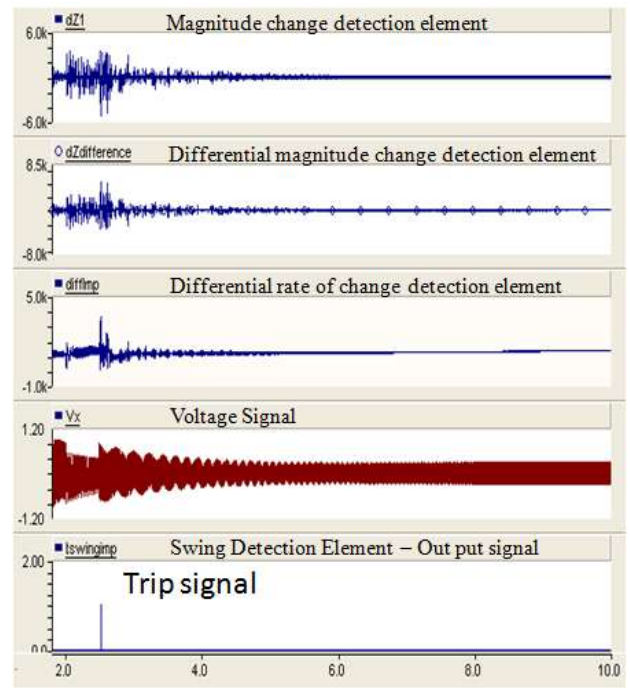 dZ1 Magnitude change detection element
6.0k
-6.0k
dZdifference Differential magnitude change detection element
8.5k
-8.0k
diffImp Differential rate of change detection element
5.0k
-1.0k
Vx Voltage Signal
1.20
-1.20
tswingimp Swing Detection Element – Out put signal
2.00
Trip signal
0.0
2.0 4.0 6.0 8.0 10.0